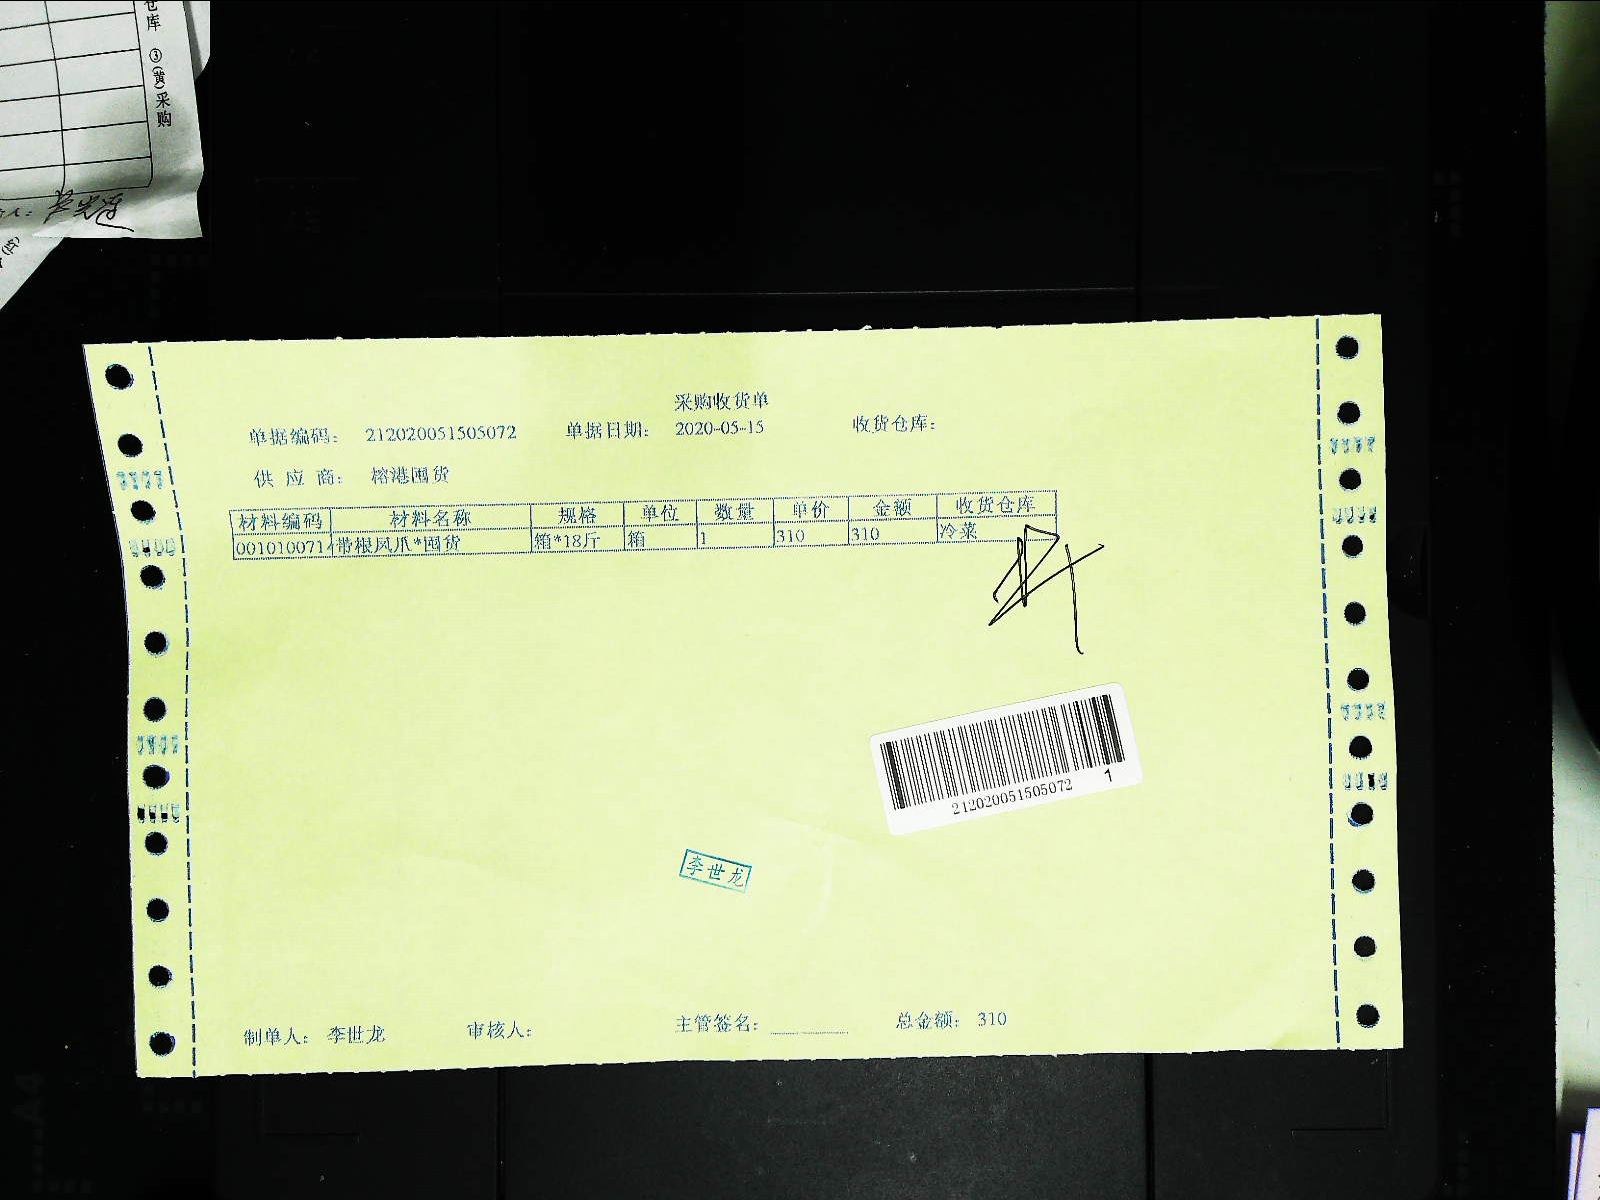 仓库 ③(黄)采购
采购收货单
单据编码： 212020051505072 单据日期： 2020-05-15 收货仓库：
供 应 商： 榕港囤货
材料编码 材料名称 规格 单位 数量 单价 金额 收货仓库
0010100714 带根凤爪*囤货 箱*18斤 箱 1 310 310 冷菜
212020051505072 1
李世龙
制单人： 李世龙 审核人： 主管签名： 总金额： 310